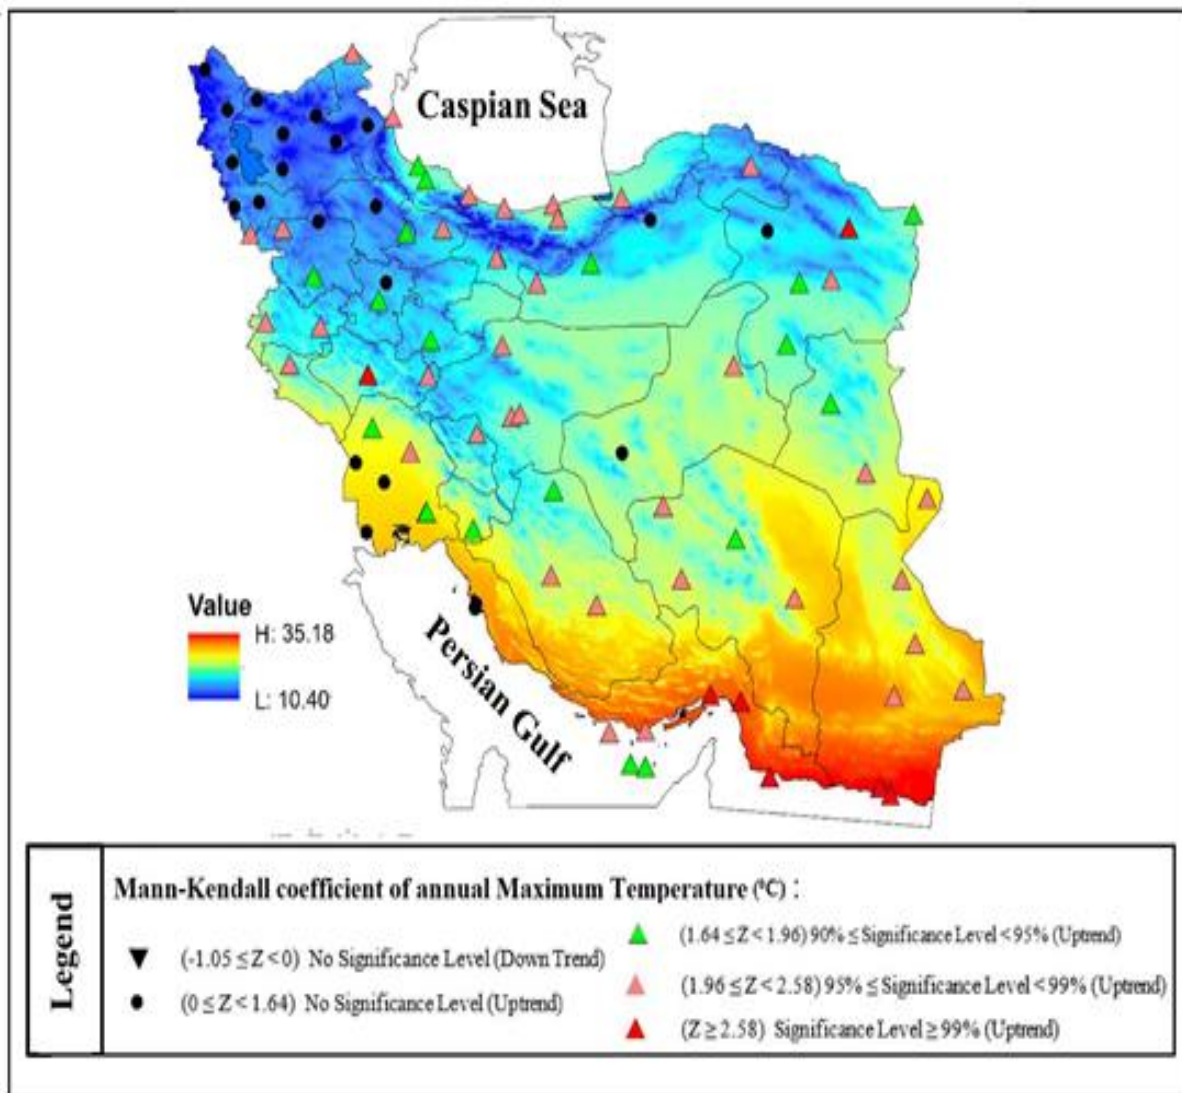 Caspian Sea
Persian Gulf
Value
H: 35.18
L: 10.40
Legend
Mann-Kendall coefficient of annual Maximum Temperature (°C) :
(-1.05 ≤ Z < 0) No Significance Level (Down Trend)
(0 ≤ Z < 1.64) No Significance Level (Uptrend)
(1.64 ≤ Z < 1.96) 90% ≤ Significance Level < 95% (Uptrend)
(1.96 ≤ Z < 2.58) 95% ≤ Significance Level < 99% (Uptrend)
(Z ≥ 2.58) Significance Level ≥ 99% (Uptrend)